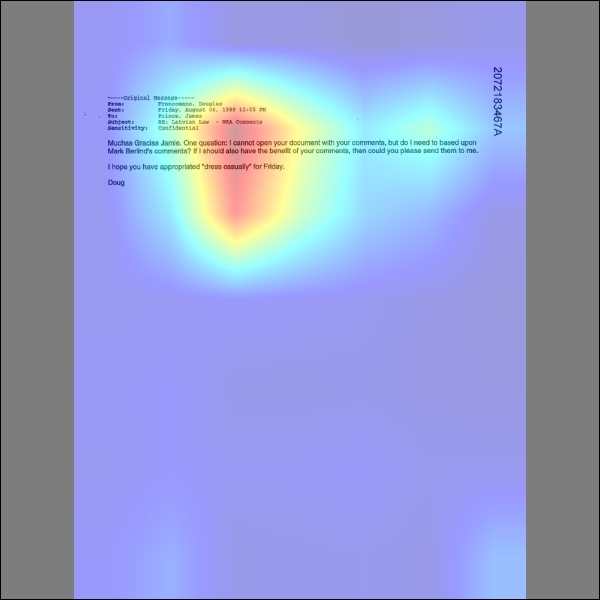 -----Original Message-----
From: Francomano, Douglas
Sent: Friday, August 06, 1999 12:05 PM
To: Prince, James
Subject: RE: Latvian Law - WRA Comments
Sensitivity: Confidential
Muchas Gracias Jamie. One question: I cannot open your document with your comments, but do I need to based upon
Mark Berlind's comments? If I should also have the benefit of your comments, then could you please send them to me.
I hope you have appropriated "dress casually" for Friday.
Doug
2072183467A